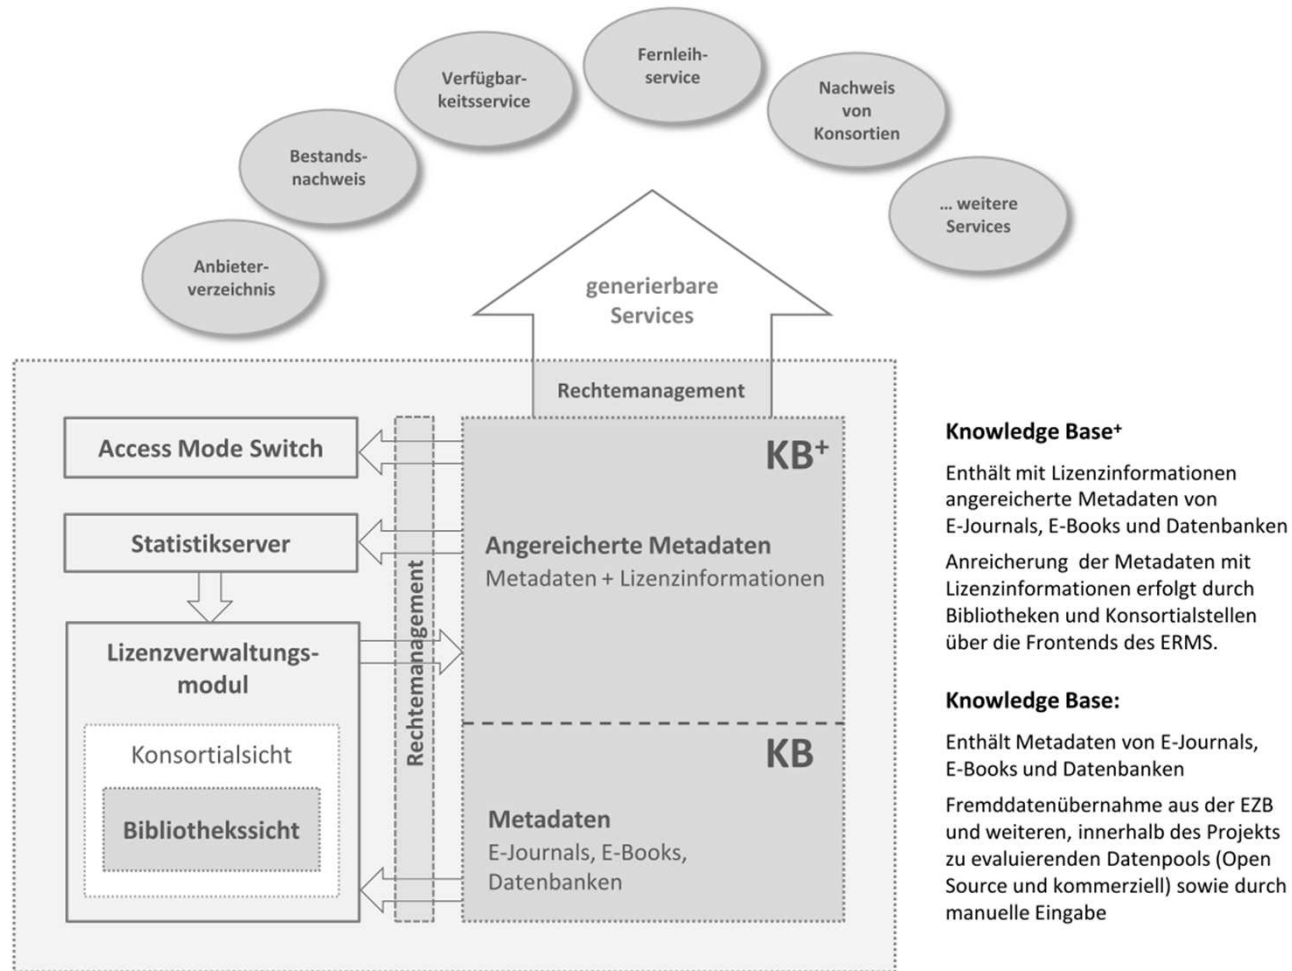 Fernleih-
service
Verfügbar-
keitsservice
Nachweis
von
Konsortien
Bestands-
nachweis
... weitere
Services
Anbieter-
verzeichnis
generierbare
Services
Rechtemanagement
Access Mode Switch
Statistikserver
Lizenzverwaltungs-
modul
Konsortialsicht
Bibliothekssicht
Rechtemanagement
KB+
Angereicherte Metadaten
Metadaten + Lizenzinformationen
KB
Metadaten
E-Journals, E-Books,
Datenbanken
Knowledge Base+
Enthält mit Lizenzinformationen
angereicherte Metadaten von
E-Journals, E-Books und Datenbanken
Anreicherung der Metadaten mit
Lizenzinformationen erfolgt durch
Bibliotheken und Konsortialstellen
über die Frontends des ERMS.
Knowledge Base:
Enthält Metadaten von E-Journals,
E-Books und Datenbanken
Fremddatenübernahme aus der EZB
und weiteren, innerhalb des Projekts
zu evaluierenden Datenpools (Open
Source und kommerziell) sowie durch
manuelle Eingabe